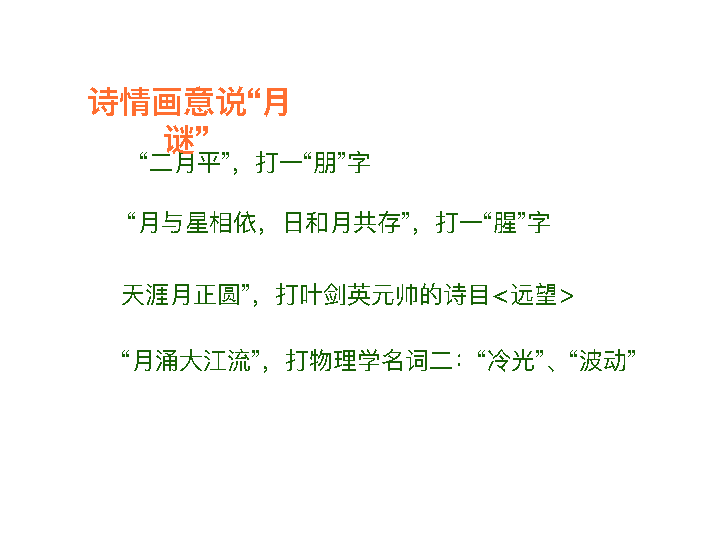 诗情画意说“月
谜”
“二月平”，打一“朋”字
“月与星相依，日和月共存”，打一“腥”字
天涯月正圆”，打叶剑英元帅的诗目<远望>
“月涌大江流”，打物理学名词二：“冷光”、“波动”